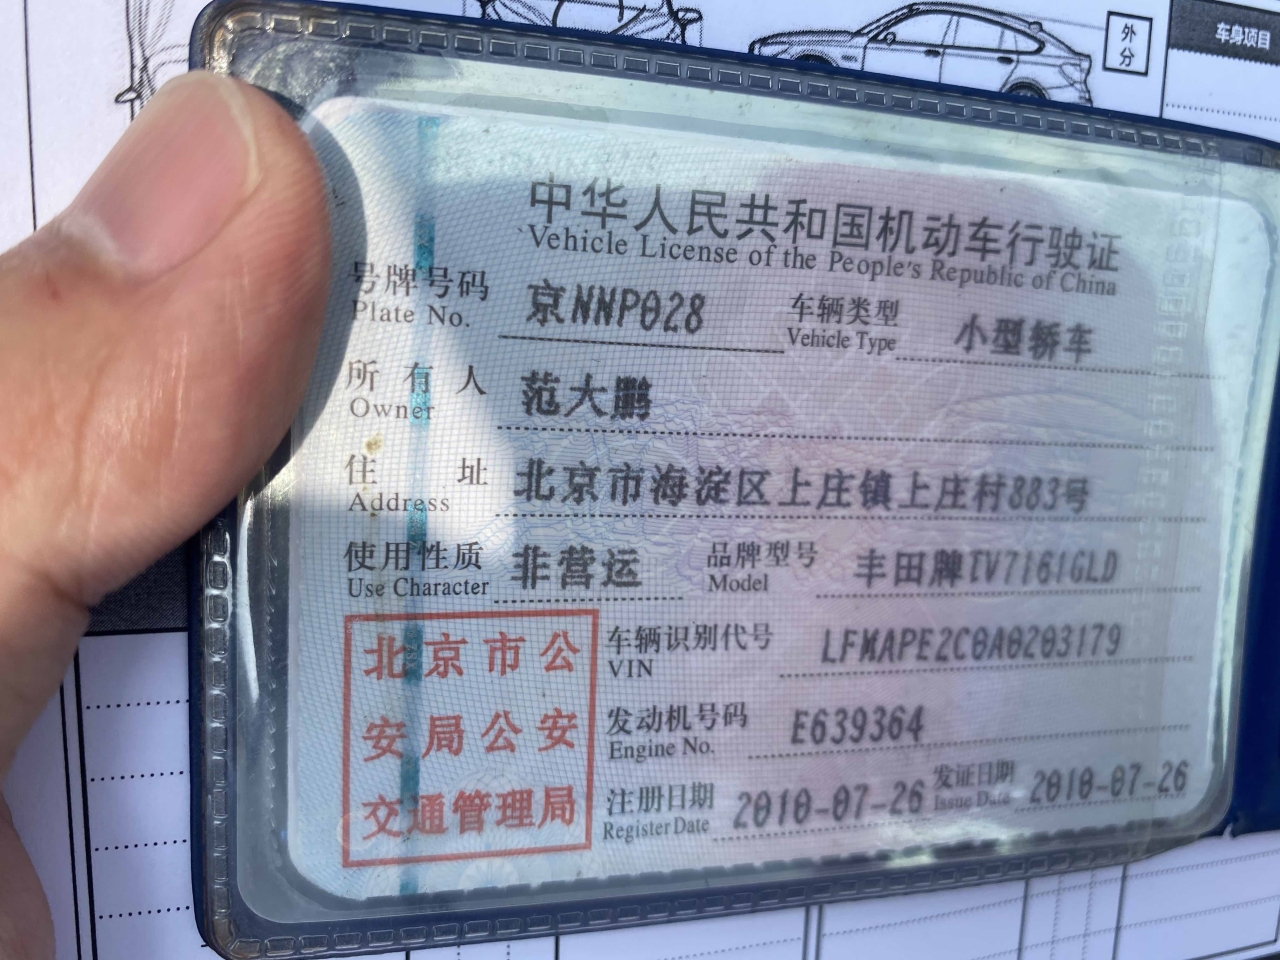 外分
车身项目
中华人民共和国机动车行驶证
Vehicle License of the People's Republic of China
号牌号码 京NNP028 车辆类型 小型轿车
Plate No. Vehicle Type
所有人 范大鹏
Owner
住址 北京市海淀区上庄镇上庄村883号
Address
使用性质 非营运 品牌型号 丰田牌TV7161GLD
Use Character Model
北京市公
安局公安
交通管理局
车辆识别代号 LFMAPE2C0A0203179
VIN
发动机号码 E639364
Engine No.
注册日期 2010-07-26 发证日期 2010-07-26
Register Date Issue Date